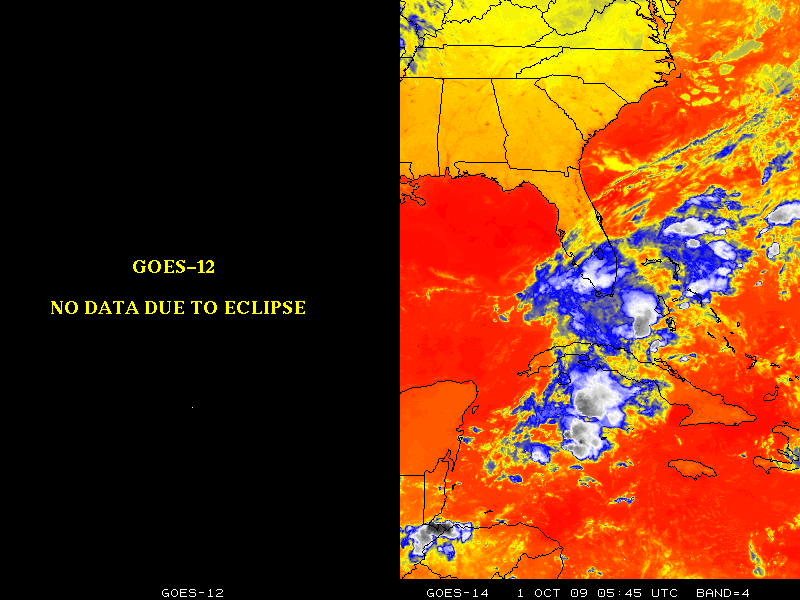 GOES-12
NO DATA DUE TO ECLIPSE
GOES-12
GOES-14 1 OCT 09 05:45 UTC BAND=4